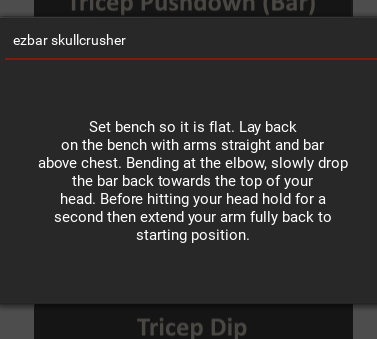 Tricep Pushdown (Bar)
ezbar skullcrusher
Set bench so it is flat. Lay back
on the bench with arms straight and bar
above chest. Bending at the elbow, slowly drop
the bar back towards the top of your
head. Before hitting your head hold for a
second then extend your arm fully back to
starting position.
Tricep Dip